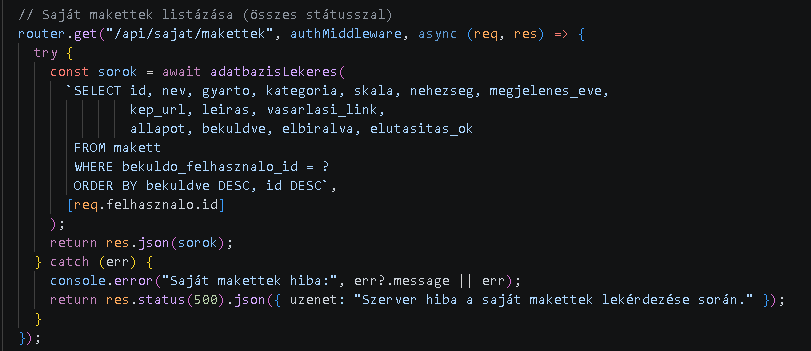 // Saját makettek listázása (összes státusszal)
router.get("/api/sajat/makettek", authMiddleware, async (req, res) => {
  try {
    const sorok = await adatbazisLekeres(
      `SELECT id, nev, gyarto, kategoria, skala, nehezseg, megjelenes_eve,
              kep_url, leiras, vasarlasi_link,
              allapot, bekuldve, elbiralva, elutasitas_ok
       FROM makett
       WHERE bekuldo_felhasznalo_id = ?
       ORDER BY bekuldve DESC, id DESC`,
      [req.felhasznalo.id]
    );
    return res.json(sorok);
  } catch (err) {
    console.error("Saját makettek hiba:", err?.message || err);
    return res.status(500).json({ uzenet: "Szerver hiba a saját makettek lekérdezése során." });
  }
});